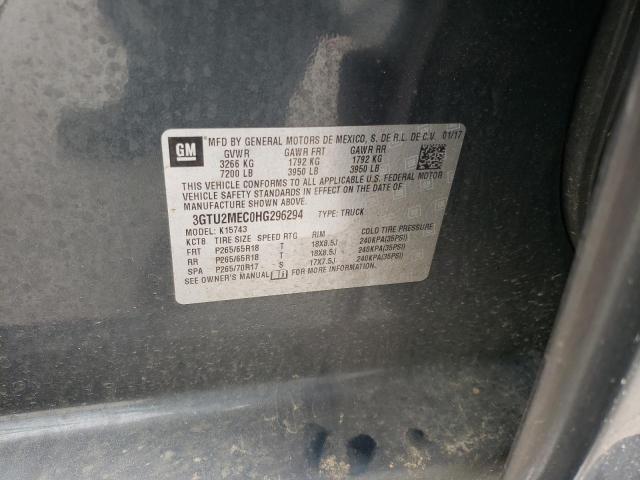 GM
MFD BY GENERAL MOTORS DE MEXICO, S. DE R.L. DE C.V. 01/17
GVWR GAWR FRT GAWR RR
3266 KG 1792 KG 1792 KG
7200 LB 3950 LB 3950 LB
THIS VEHICLE CONFORMS TO ALL APPLICABLE U.S. FEDERAL MOTOR
VEHICLE SAFETY STANDARDS IN EFFECT ON THE DATE OF
MANUFACTURE SHOWN ABOVE.
3GTU2MEC0HG296294 TYPE: TRUCK
MODEL: K15743
KCTB TIRE SIZE SPEED RTG RIM COLD TIRE PRESSURE
FRT P265/65R18 T 18X8.5J 240KPA(35PSI)
RR P265/65R18 T 18X8.5J 240KPA(35PSI)
SPA P265/70R17 T 17X7.5J 240KPA(35PSI)
SEE OWNER'S MANUAL FOR MORE INFORMATION.